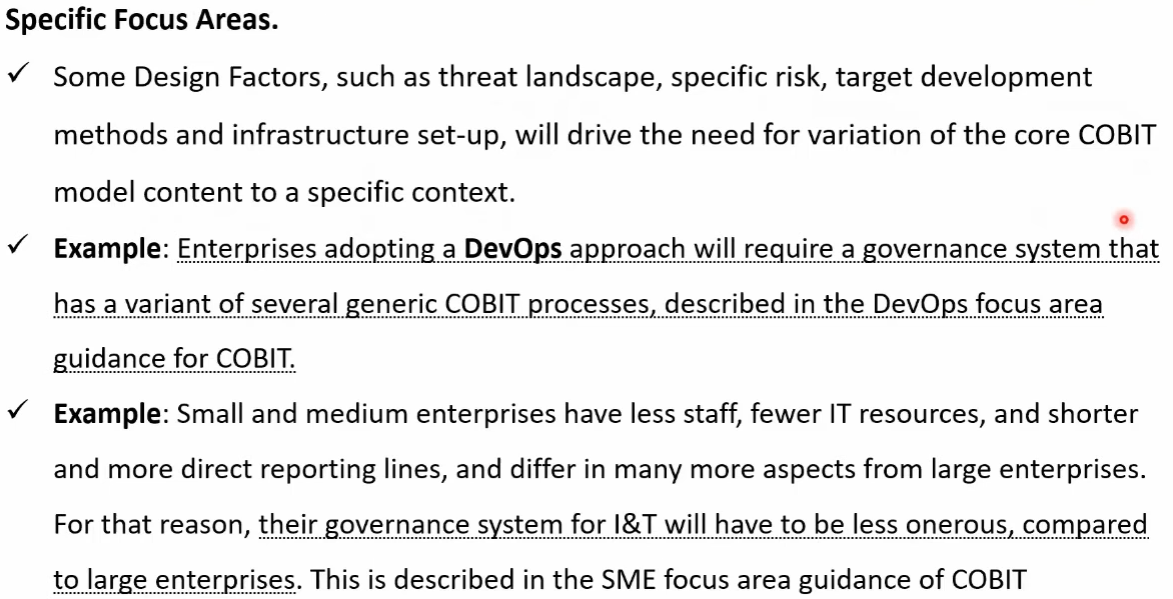 Specific Focus Areas.
✓ Some Design Factors, such as threat landscape, specific risk, target development
methods and infrastructure set-up, will drive the need for variation of the core COBIT
model content to a specific context.
✓ Example: Enterprises adopting a DevOps approach will require a governance system that
has a variant of several generic COBIT processes, described in the DevOps focus area
guidance for COBIT.
✓ Example: Small and medium enterprises have less staff, fewer IT resources, and shorter
and more direct reporting lines, and differ in many more aspects from large enterprises.
For that reason, their governance system for I&T will have to be less onerous, compared
to large enterprises. This is described in the SME focus area guidance of COBIT